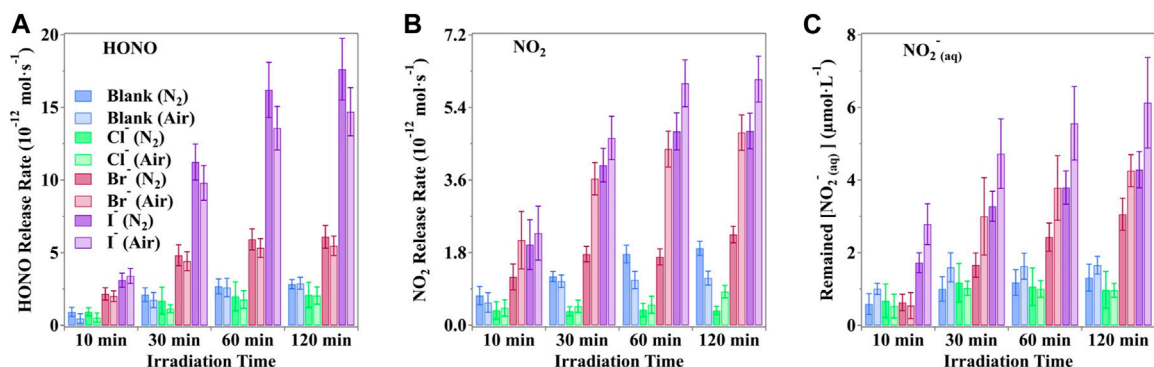 A
HONO
HONO Release Rate (10⁻¹² mol·s⁻¹)
20
15
10
5
0
Blank (N₂)
Blank (Air)
Cl⁻ (N₂)
Cl⁻ (Air)
Br⁻ (N₂)
Br⁻ (Air)
I⁻ (N₂)
I⁻ (Air)
10 min 30 min 60 min 120 min
Irradiation Time
B
NO₂
NO₂ Release Rate (10⁻¹² mol·s⁻¹)
7.2
5.4
3.6
1.8
0.0
10 min 30 min 60 min 120 min
Irradiation Time
C
NO₂⁻(aq)
Remained [NO₂⁻(aq)] (μmol·L⁻¹)
8
6
4
2
0
10 min 30 min 60 min 120 min
Irradiation Time